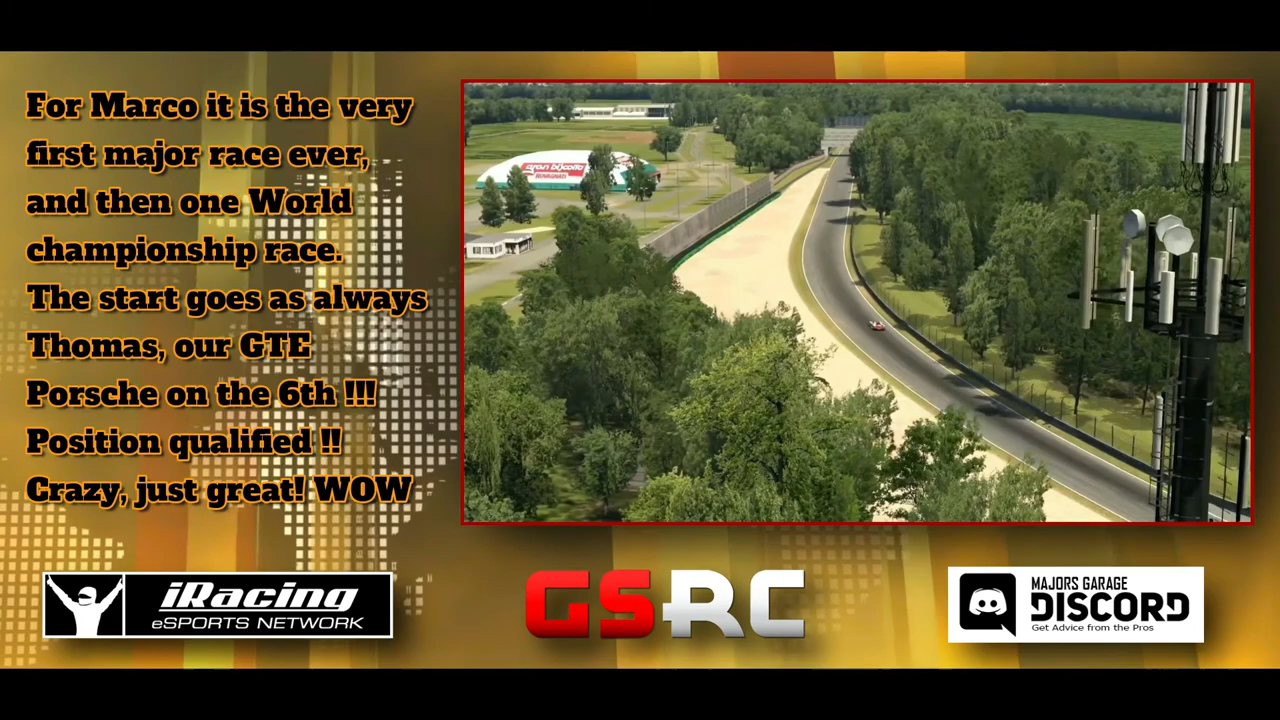 For Marco it is the very
first major race ever,
and then one World
championship race.
The start goes as always
Thomas, our GTE
Porsche on the 6th !!!
Position qualified !!
Crazy, just great! WOW
iRacing
eSPORTS NETWORK
GSRC
MAJORS GARAGE
DISCORD
Get Advice from the Pros